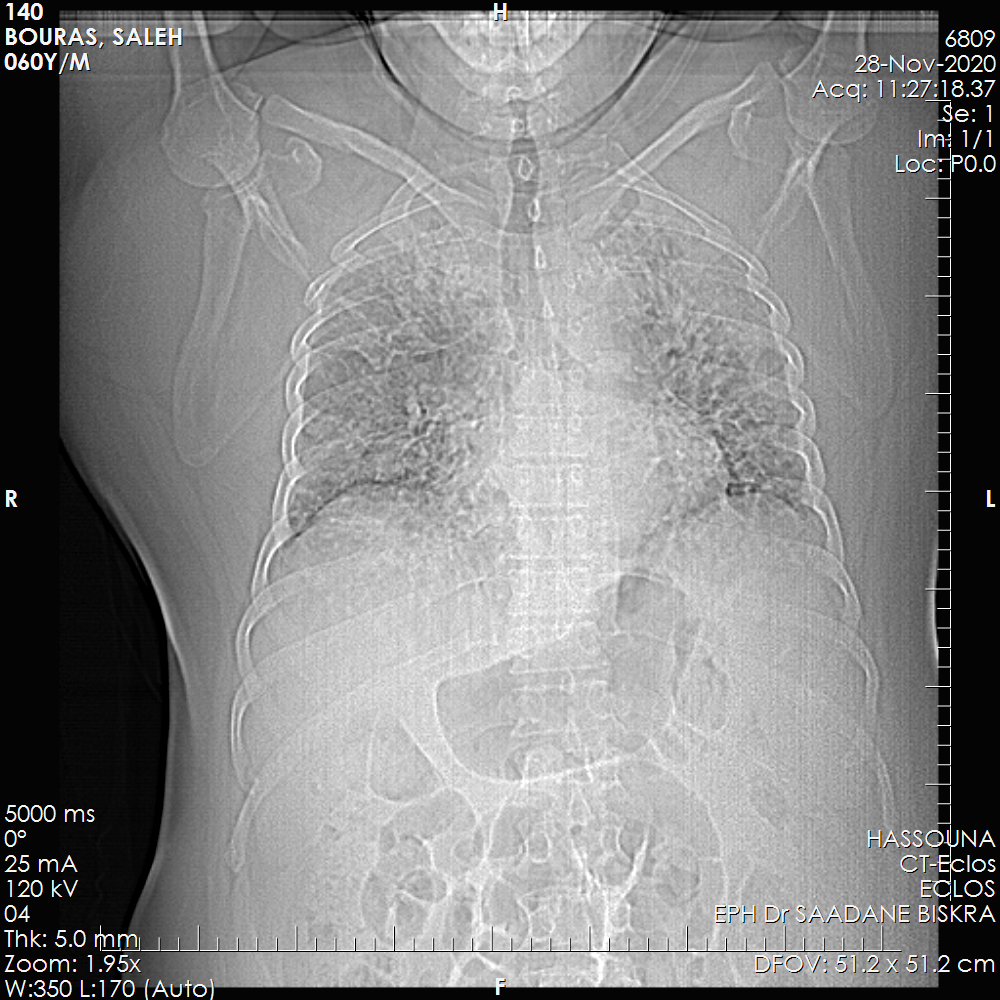 140
BOURAS, SALEH
060Y/M
H
6809
28-Nov-2020
Acq: 11:27:18.37
Se: 1
Im: 1/1
Loc: P0.0
R
L
5000 ms
0°
25 mA
120 kV
04
Thk: 5.0 mm
Zoom: 1.95x
W:350 L:170 (Auto)
F
HASSOUNA
CT-Eclos
ECLOS
EPH Dr SAADANE BISKRA
DFOV: 51.2 x 51.2 cm